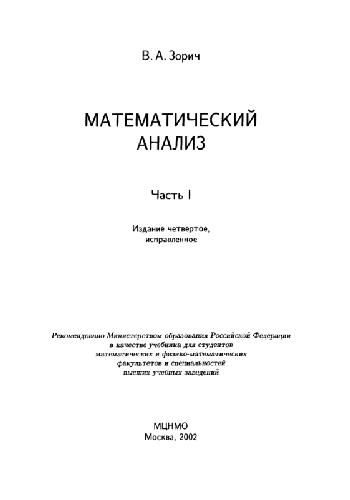 В. А. Зорич
МАТЕМАТИЧЕСКИЙ
АНАЛИЗ
Часть I
Издание четвертое,
исправленное
Рекомендовано Министерством образования Российской Федерации
в качестве учебника для студентов
математических и физико-математических
факультетов и специальностей
высших учебных заведений
МЦНМО
Москва, 2002